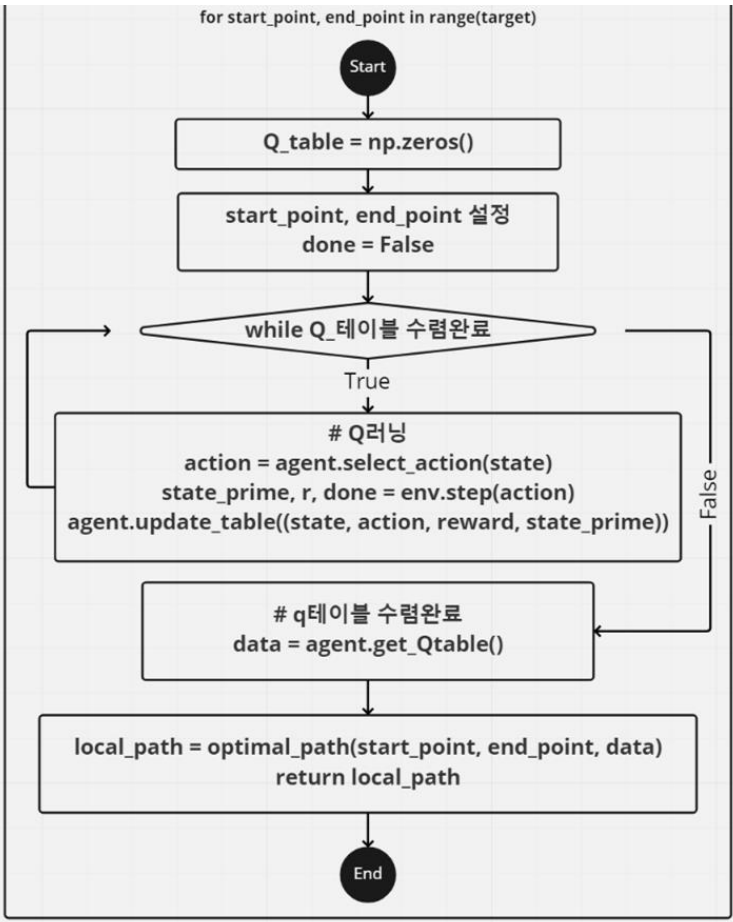 for start_point, end_point in range(target)
Start
Q_table = np.zeros()
start_point, end_point 설정
done = False
while Q_테이블 수렴완료
True
# Q러닝
action = agent.select_action(state)
state_prime, r, done = env.step(action)
agent.update_table((state, action, reward, state_prime))
False
# q테이블 수렴완료
data = agent.get_Qtable()
local_path = optimal_path(start_point, end_point, data)
return local_path
End